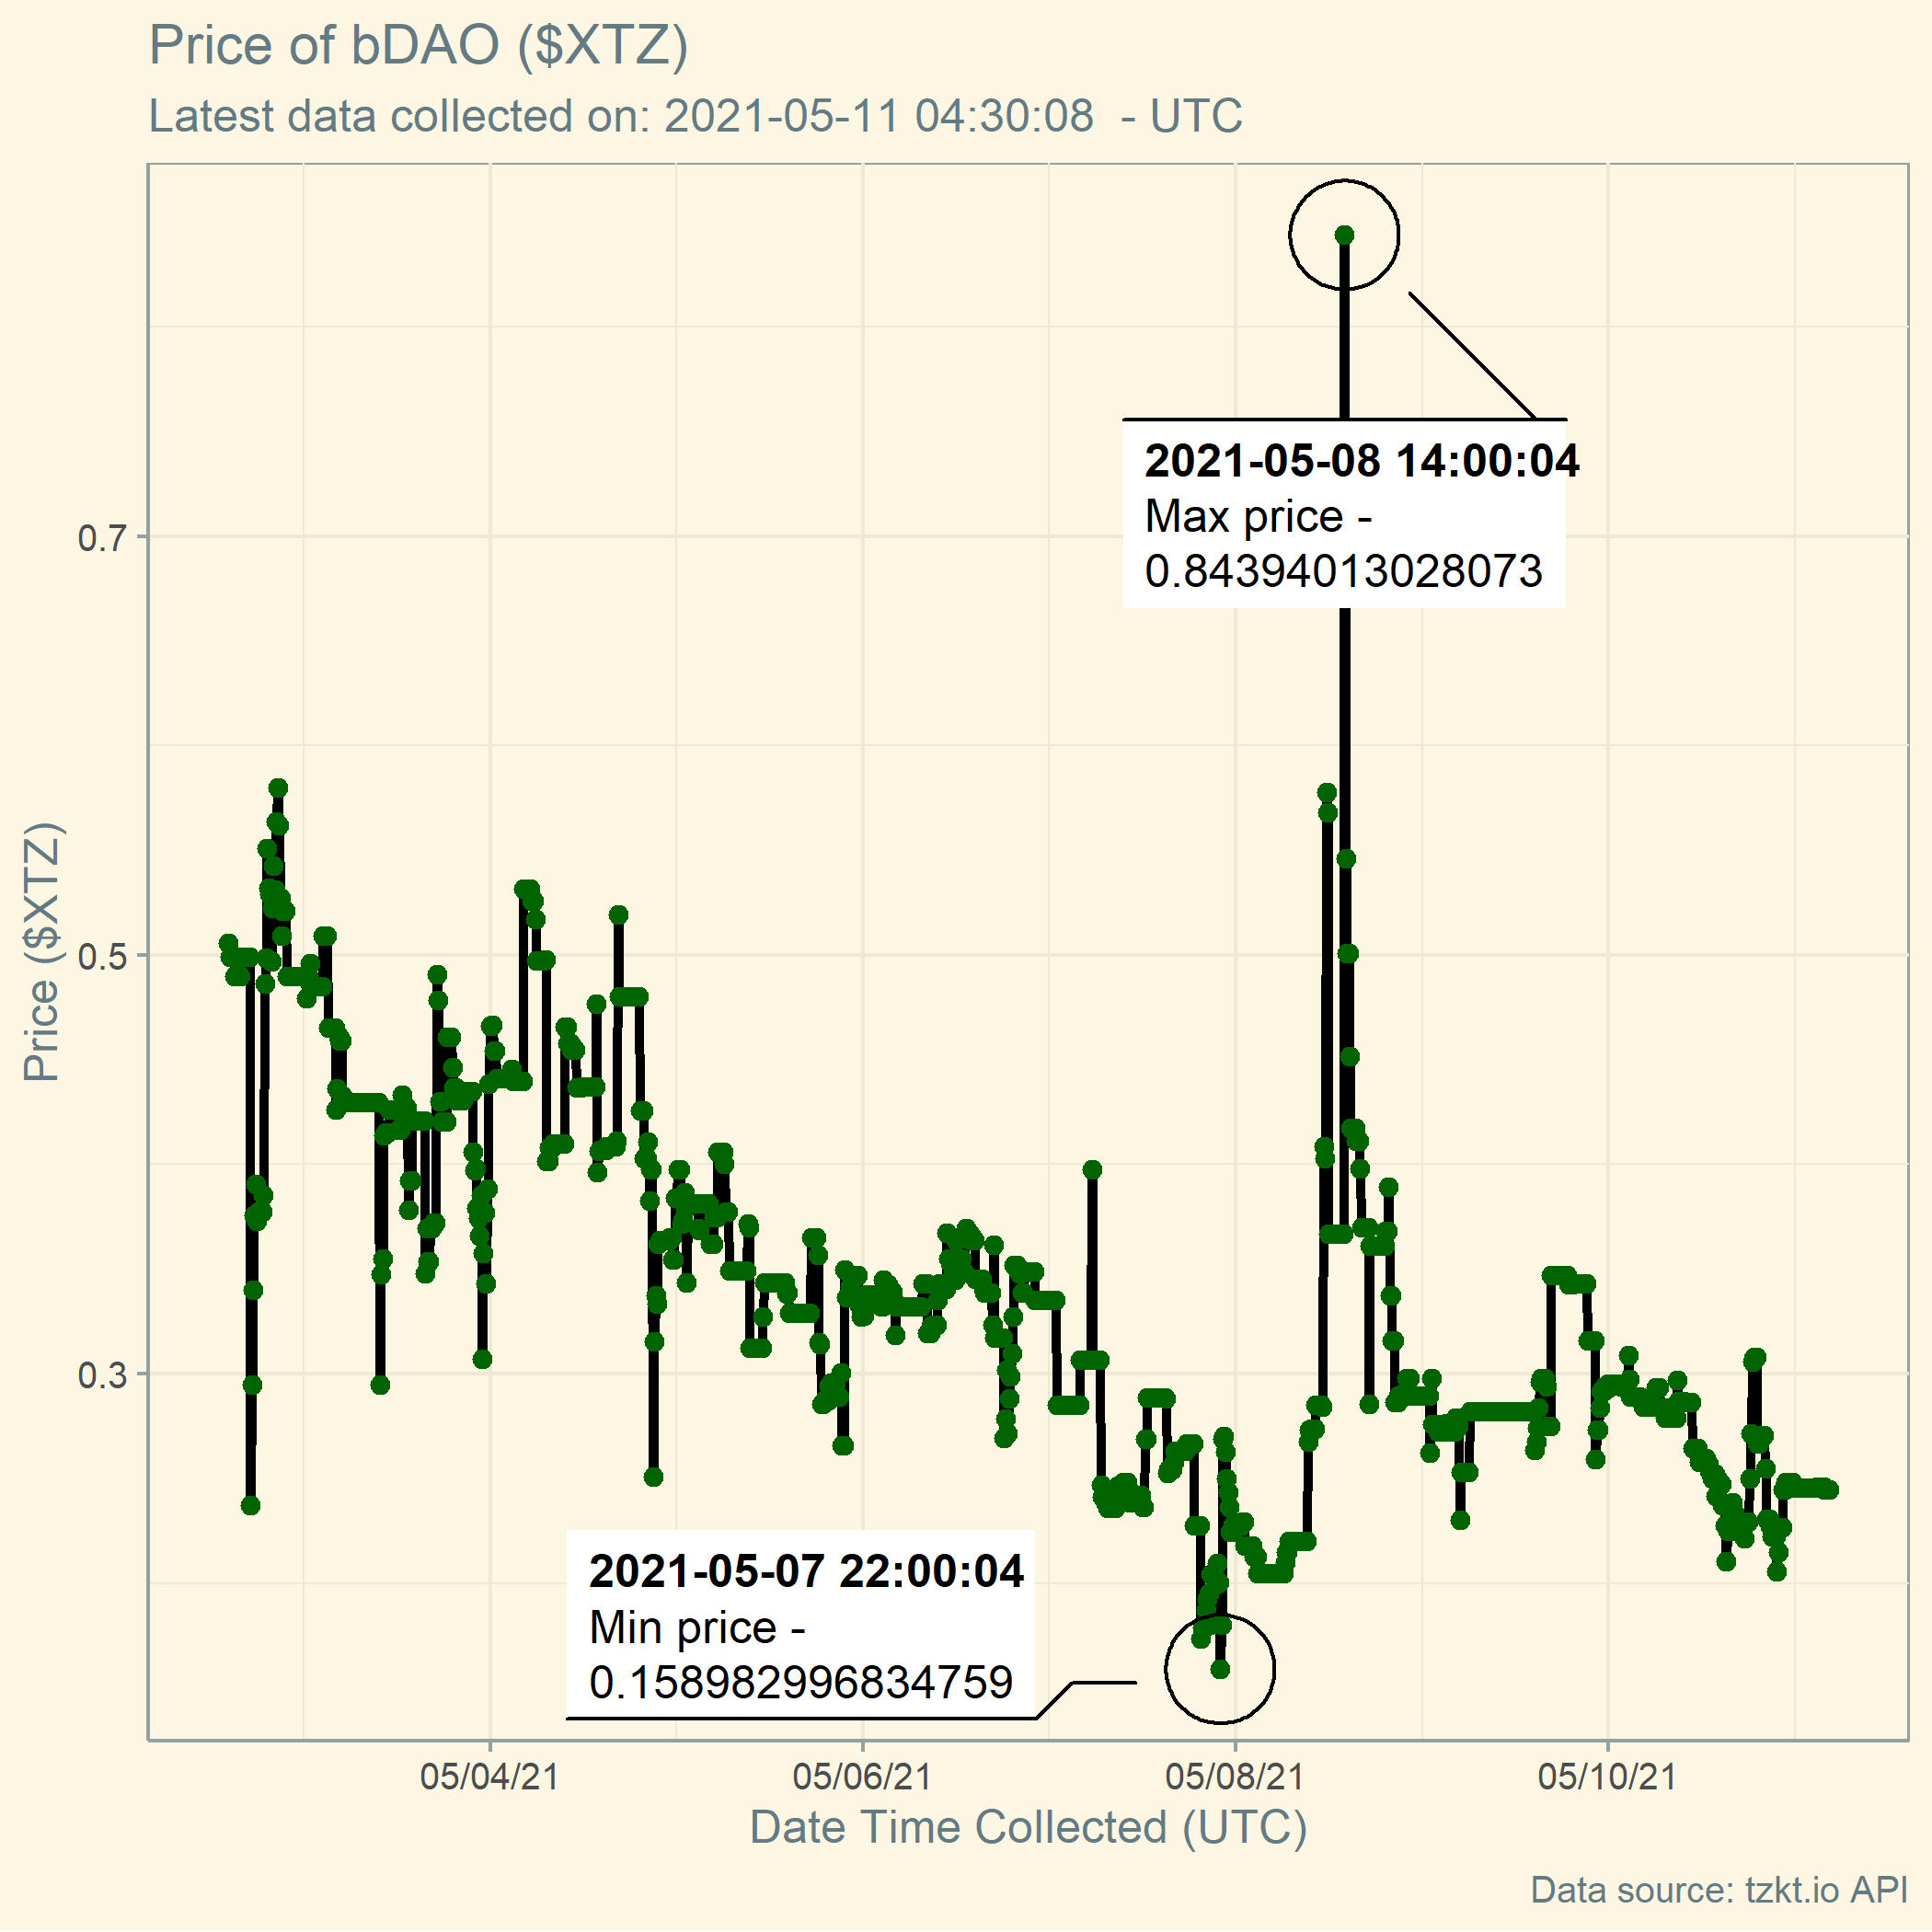 Price of bDAO ($XTZ)
Latest data collected on: 2021-05-11 04:30:08  - UTC
2021-05-08 14:00:04
Max price -
0.84394013028073
0.7
0.5
0.3
Price ($XTZ)
2021-05-07 22:00:04
Min price -
0.158982996834759
05/04/21
05/06/21
05/08/21
05/10/21
Date Time Collected (UTC)
Data source: tzkt.io API